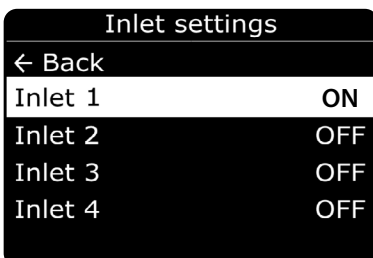 Inlet settings
← Back
Inlet 1 ON
Inlet 2 OFF
Inlet 3 OFF
Inlet 4 OFF